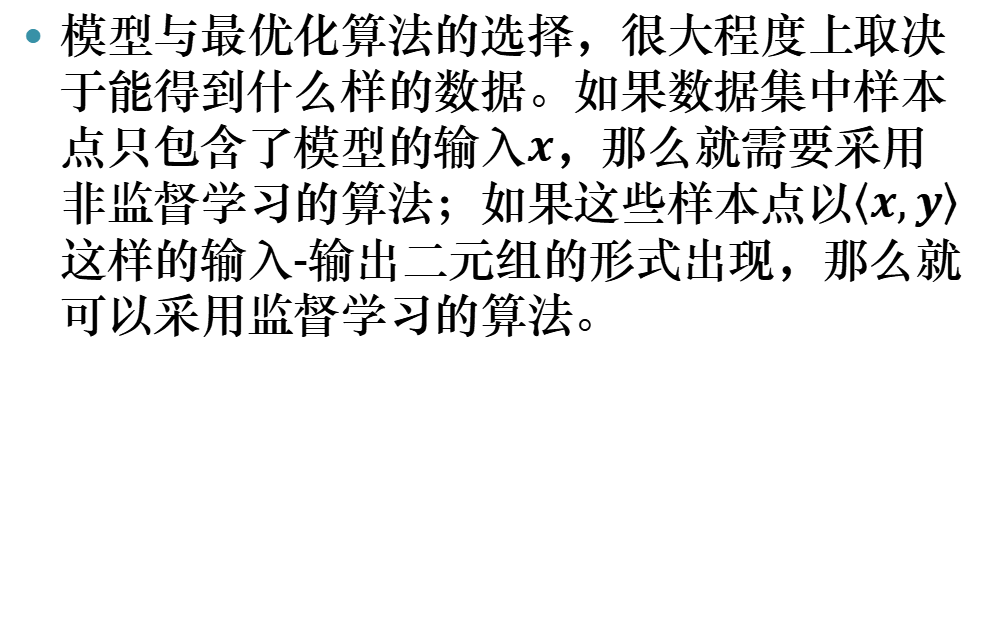 • 模型与最优化算法的选择，很大程度上取决
于能得到什么样的数据。如果数据集中样本
点只包含了模型的输入x，那么就需要采用
非监督学习的算法；如果这些样本点以⟨x, y⟩
这样的输入-输出二元组的形式出现，那么就
可以采用监督学习的算法。